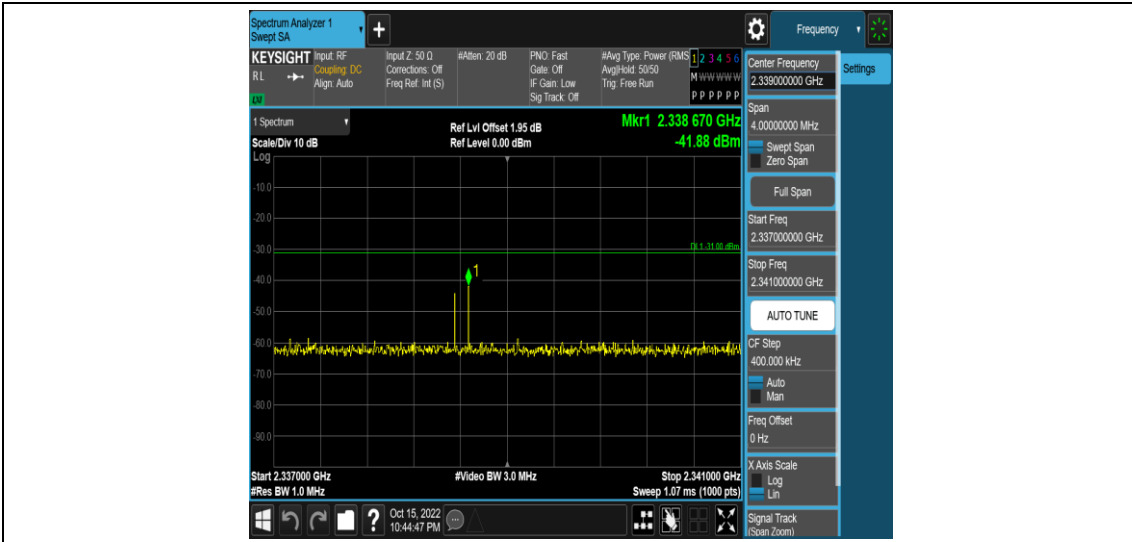 Spectrum Analyzer 1
Swept SA
+
Frequency
KEYSIGHT
RL
LXI
Input: RF
Coupling: DC
Align: Auto
Input Z: 50 Ω
Corrections: Off
Freq Ref: Int (S)
#Atten: 20 dB
PNO: Fast
Gate: Off
IF Gain: Low
Sig Track: Off
#Avg Type: Power (RMS
Avg|Hold: 50/50
Trig: Free Run
1 2 3 4 5 6
M W W W W W
P P P P P P
1 Spectrum
Scale/Div 10 dB
Log
Ref Lvl Offset 1.95 dB
Ref Level 0.00 dBm
Mkr1 2.338 670 GHz
-41.88 dBm
-10.0
-20.0
-30.0
DL1 -31.00 dBm
1
-40.0
-50.0
-60.0
-70.0
-80.0
-90.0
Start 2.337000 GHz
#Res BW 1.0 MHz
#Video BW 3.0 MHz
Stop 2.341000 GHz
Sweep 1.07 ms (1000 pts)
?
Oct 15, 2022
10:44:47 PM
Center Frequency
2.339000000 GHz
Settings
Span
4.00000000 MHz
Swept Span
Zero Span
Full Span
Start Freq
2.337000000 GHz
Stop Freq
2.341000000 GHz
AUTO TUNE
CF Step
400.000 kHz
Auto
Man
Freq Offset
0 Hz
X Axis Scale
Log
Lin
Signal Track
(Span Zoom)